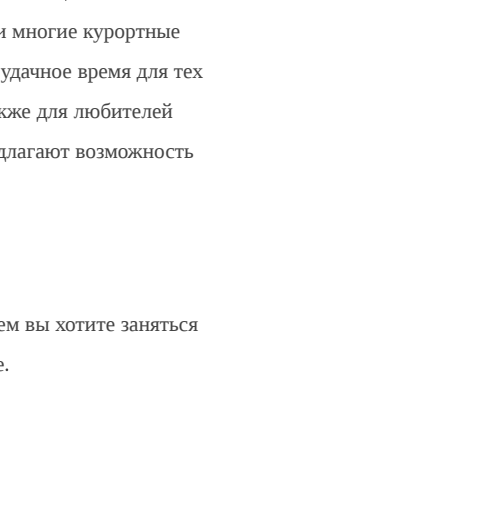 и многие курортные
удачное время для тех
кже для любителей
длагают возможность
ем вы хотите заняться
е.